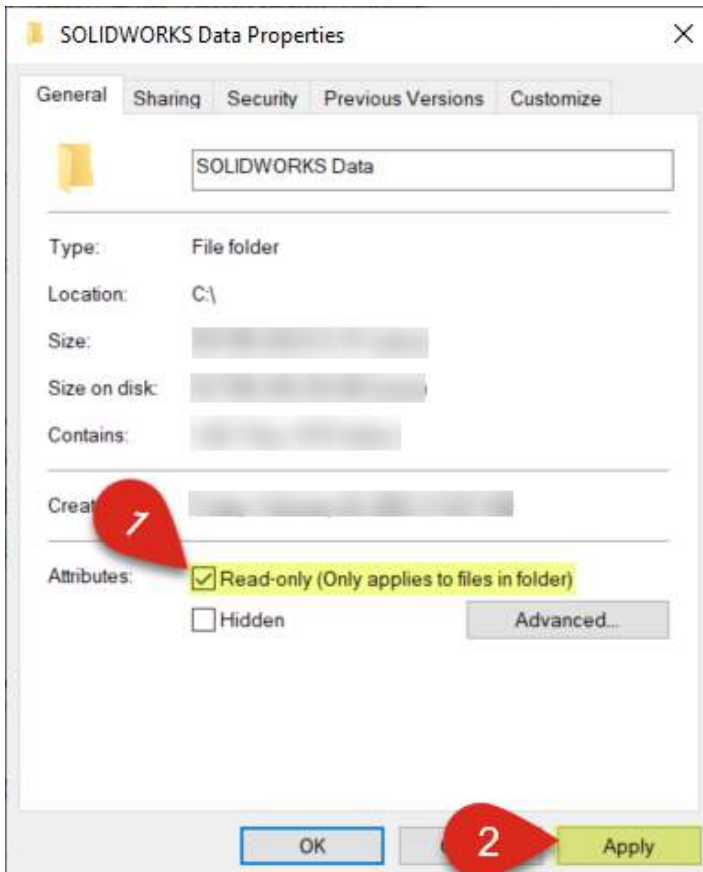 SOLIDWORKS Data Properties
General Sharing Security Previous Versions Customize
SOLIDWORKS Data
Type: File folder
Location: C:\
Size:
Size on disk:
Contains:
Creat
1
Attributes: Read-only (Only applies to files in folder)
Hidden Advanced...
OK 2 Apply